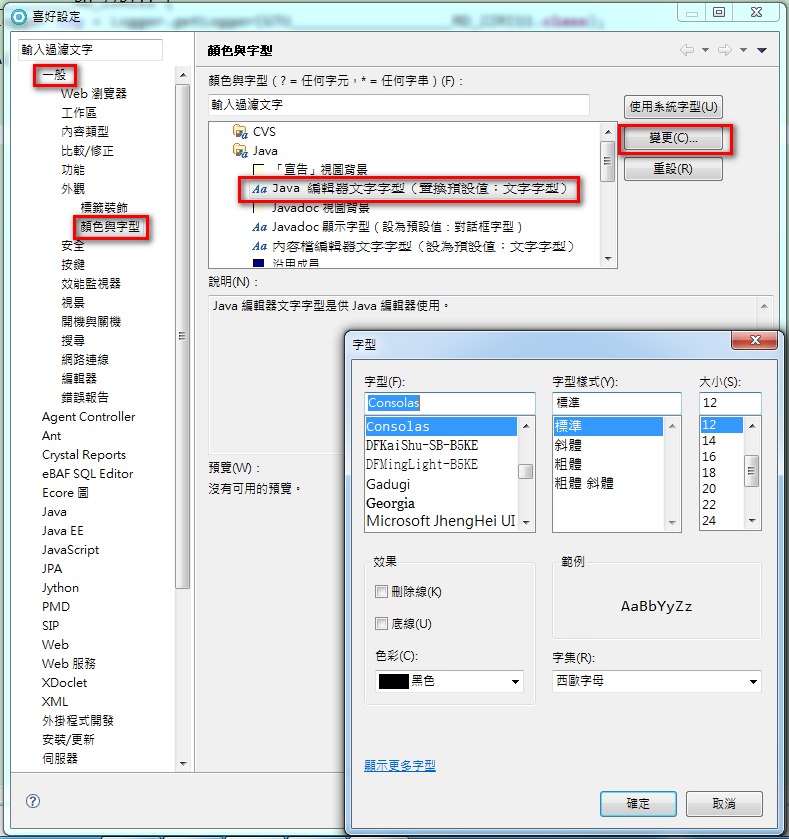 喜好設定
輸入過濾文字
一般
Web 瀏覽器
工作區
內容類型
比較/修正
功能
外觀
標籤裝飾
顏色與字型
安全
按鍵
效能監視器
視景
開機與關機
搜尋
網路連線
編輯器
錯誤報告
Agent Controller
Ant
Crystal Reports
eBAF SQL Editor
Ecore 圖
Java
Java EE
JavaScript
JPA
Jython
PMD
SIP
Web
Web 服務
XDoclet
XML
外掛程式開發
安裝/更新
伺服器
顏色與字型
顏色與字型 ( ? = 任何字元，* = 任何字串 ) (F)：
輸入過濾文字
CVS
Java
「宣告」視圖背景
Java 編輯器文字字型（置換預設值：文字字型）
Javadoc 視圖背景
Javadoc 顯示字型（設為預設值：對話框字型）
內容檔編輯器文字字型（設為預設值：文字字型）
沿用成員
使用系統字型(U)
變更(C)...
重設(R)
說明(N)：
Java 編輯器文字字型是供 Java 編輯器使用。
預覽(W)：
沒有可用的預覽。
字型
字型(F):
Consolas
Consolas
DFKaiShu-SB-B5KE
DFMingLight-B5KE
Gadugi
Georgia
Microsoft JhengHei UI
字型樣式(Y):
標準
標準
斜體
粗體
粗體 斜體
大小(S):
12
12
14
16
18
20
22
24
效果
刪除線(K)
底線(U)
色彩(C):
黑色
範例
AaBbYyZz
字集(R):
西歐字母
顯示更多字型
確定
取消